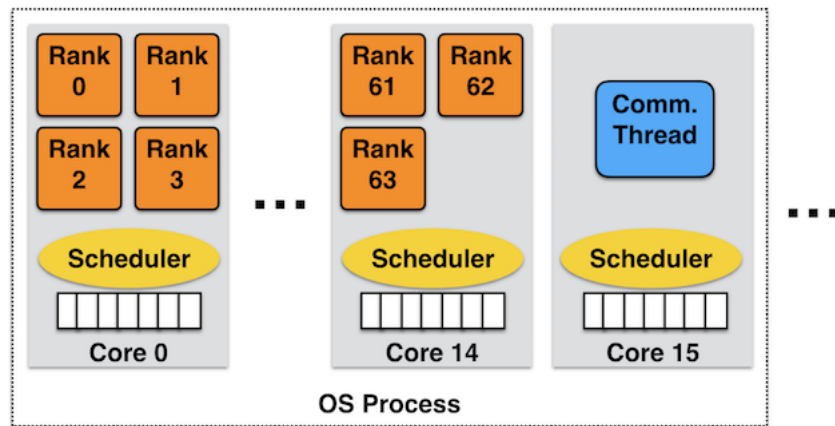 Rank
0
Rank
1
Rank
2
Rank
3
Scheduler
Core 0
...
Rank
61
Rank
62
Rank
63
Scheduler
Core 14
Comm.
Thread
Scheduler
Core 15
...
OS Process